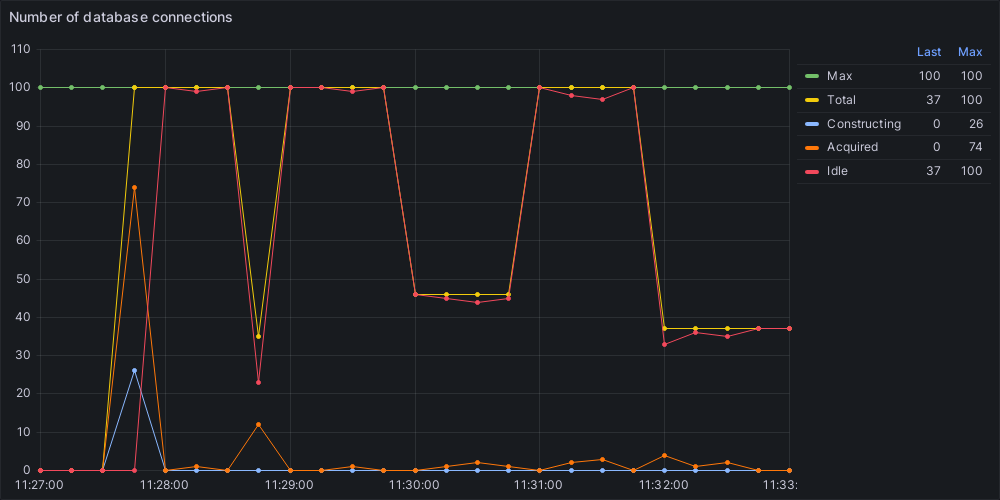 Number of database connections
Last Max
Max 100 100
Total 37 100
Constructing 0 26
Acquired 0 74
Idle 37 100
110
100
90
80
70
60
50
40
30
20
10
0
11:27:00 11:28:00 11:29:00 11:30:00 11:31:00 11:32:00 11:33: